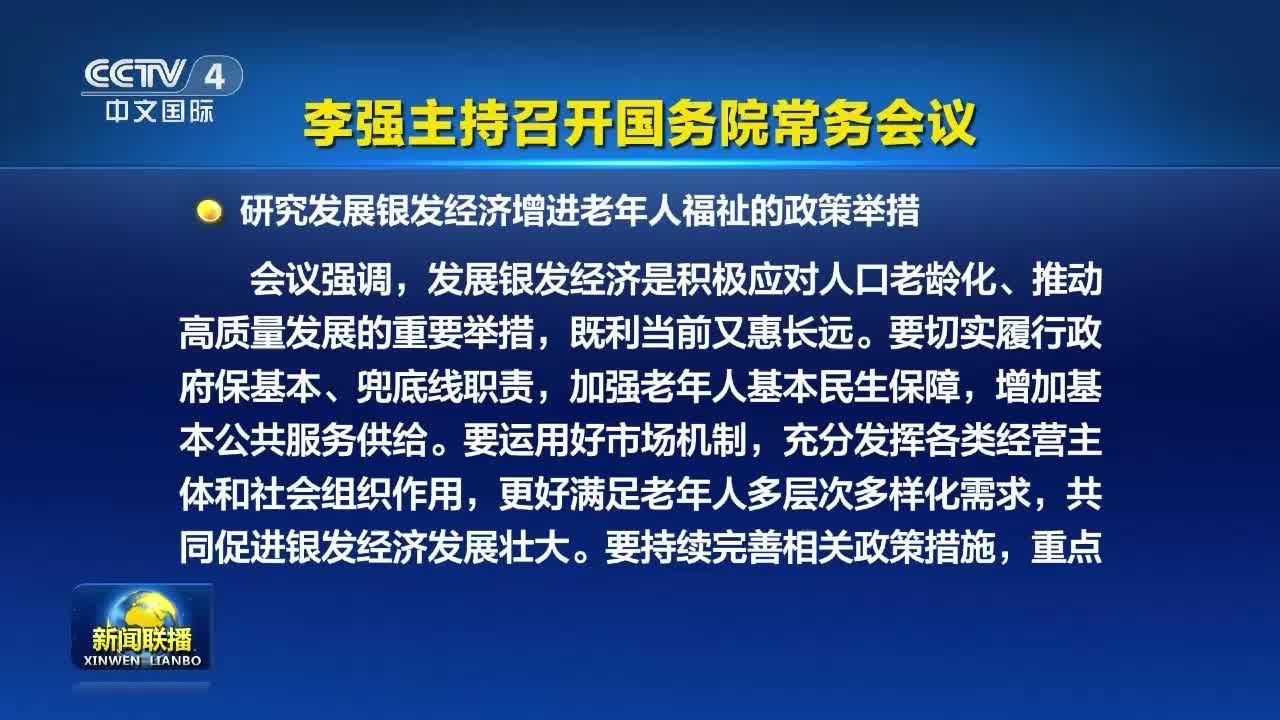 CCTV 4
中文国际
李强主持召开国务院常务会议
研究发展银发经济增进老年人福祉的政策举措
会议强调，发展银发经济是积极应对人口老龄化、推动
高质量发展的重要举措，既利当前又惠长远。要切实履行政
府保基本、兜底线职责，加强老年人基本民生保障，增加基
本公共服务供给。要运用好市场机制，充分发挥各类经营主
体和社会组织作用，更好满足老年人多层次多样化需求，共
同促进银发经济发展壮大。要持续完善相关政策措施，重点
新闻联播
XINWEN LIANBO